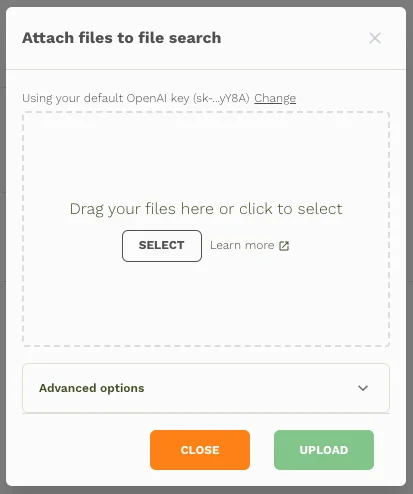 Attach files to file search
Using your default OpenAI key (sk-...yY8A) Change
Drag your files here or click to select
SELECT Learn more
Advanced options
CLOSE UPLOAD